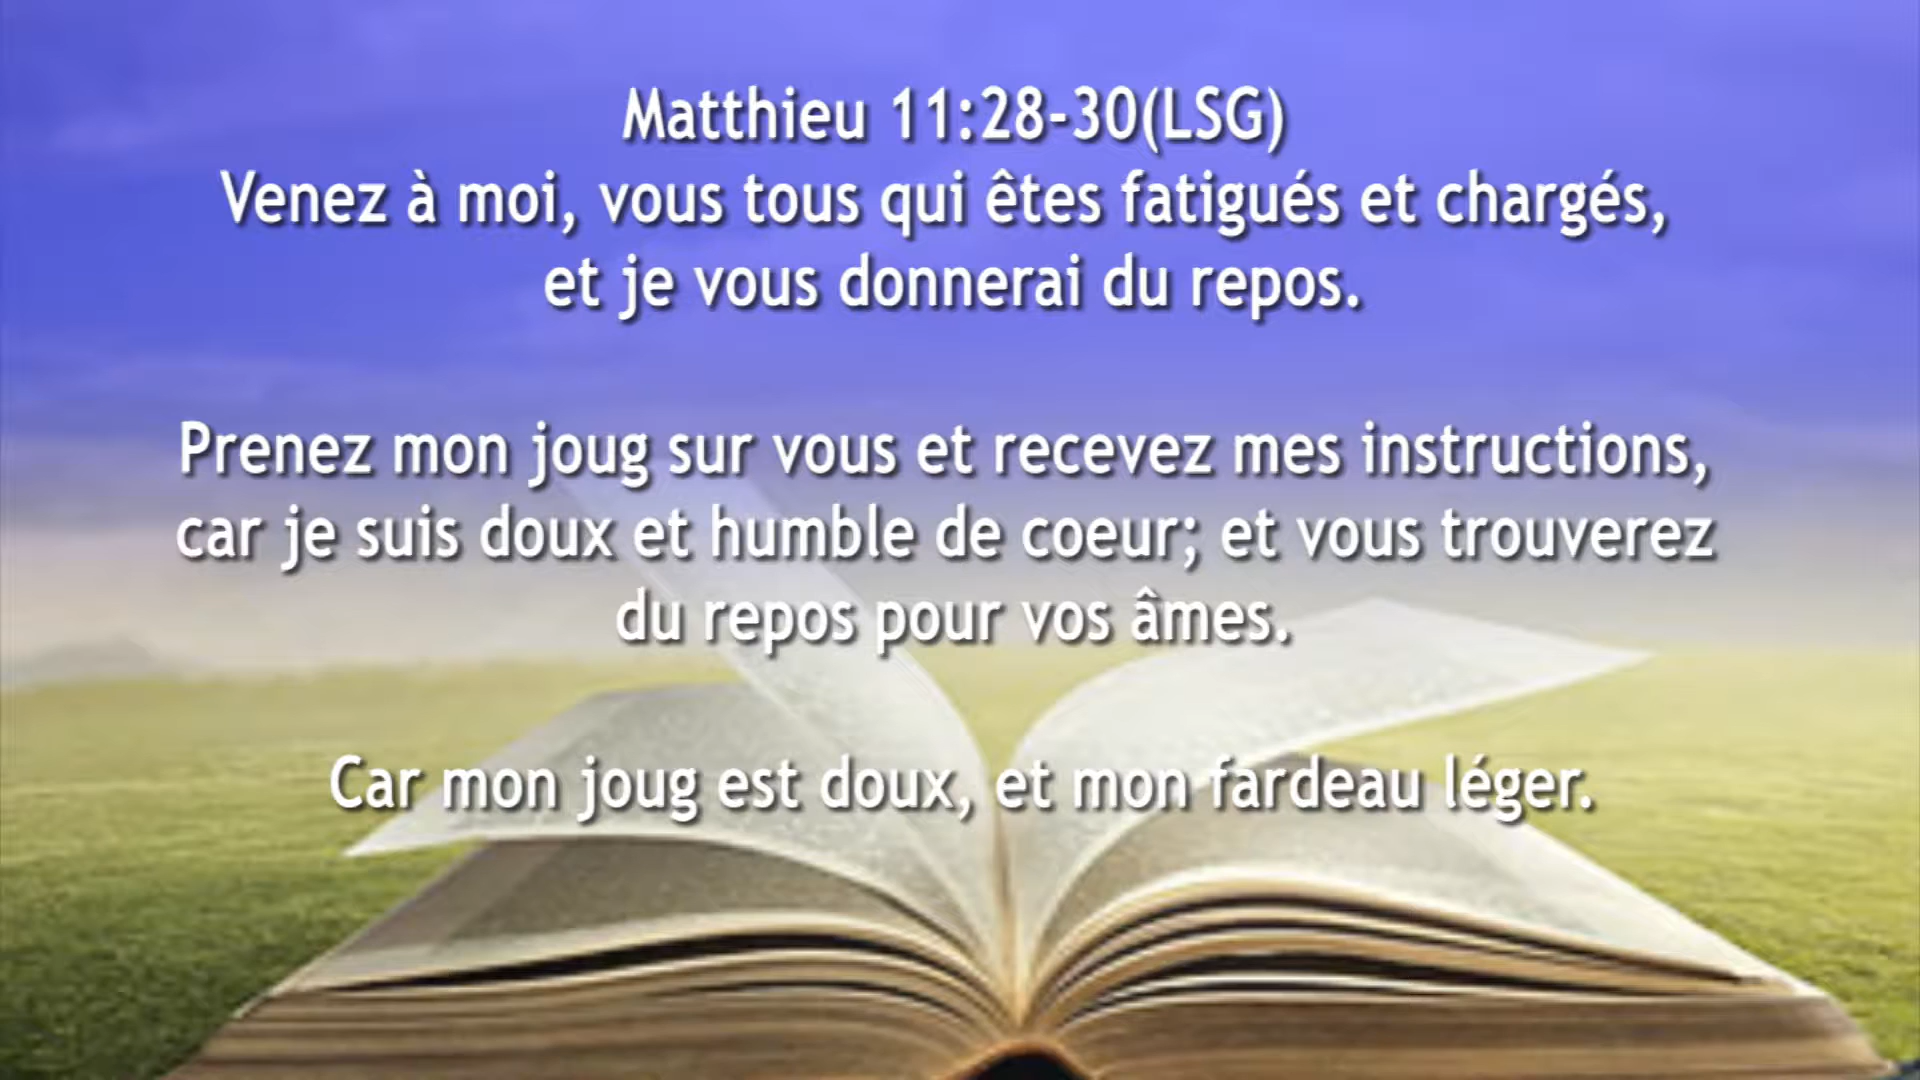 Matthieu 11:28-30(LSG)
Venez à moi, vous tous qui êtes fatigués et chargés,
et je vous donnerai du repos.
Prenez mon joug sur vous et recevez mes instructions,
car je suis doux et humble de coeur; et vous trouverez
du repos pour vos âmes.
Car mon joug est doux, et mon fardeau léger.